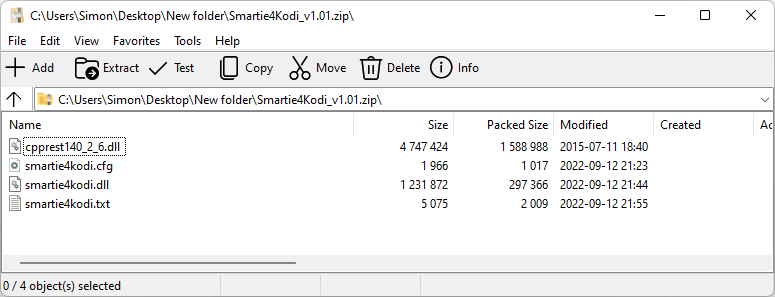 C:\Users\Simon\Desktop\New folder\Smartie4Kodi_v1.01.zip\
File Edit View Favorites Tools Help
Add Extract Test Copy Move Delete Info
C:\Users\Simon\Desktop\New folder\Smartie4Kodi_v1.01.zip\
Name Size Packed Size Modified Created Ac
cpprest140_2_6.dll 4 747 424 1 588 988 2015-07-11 18:40
smartie4kodi.cfg 1 966 1 017 2022-09-12 21:23
smartie4kodi.dll 1 231 872 297 366 2022-09-12 21:44
smartie4kodi.txt 5 075 2 009 2022-09-12 21:55
0 / 4 object(s) selected